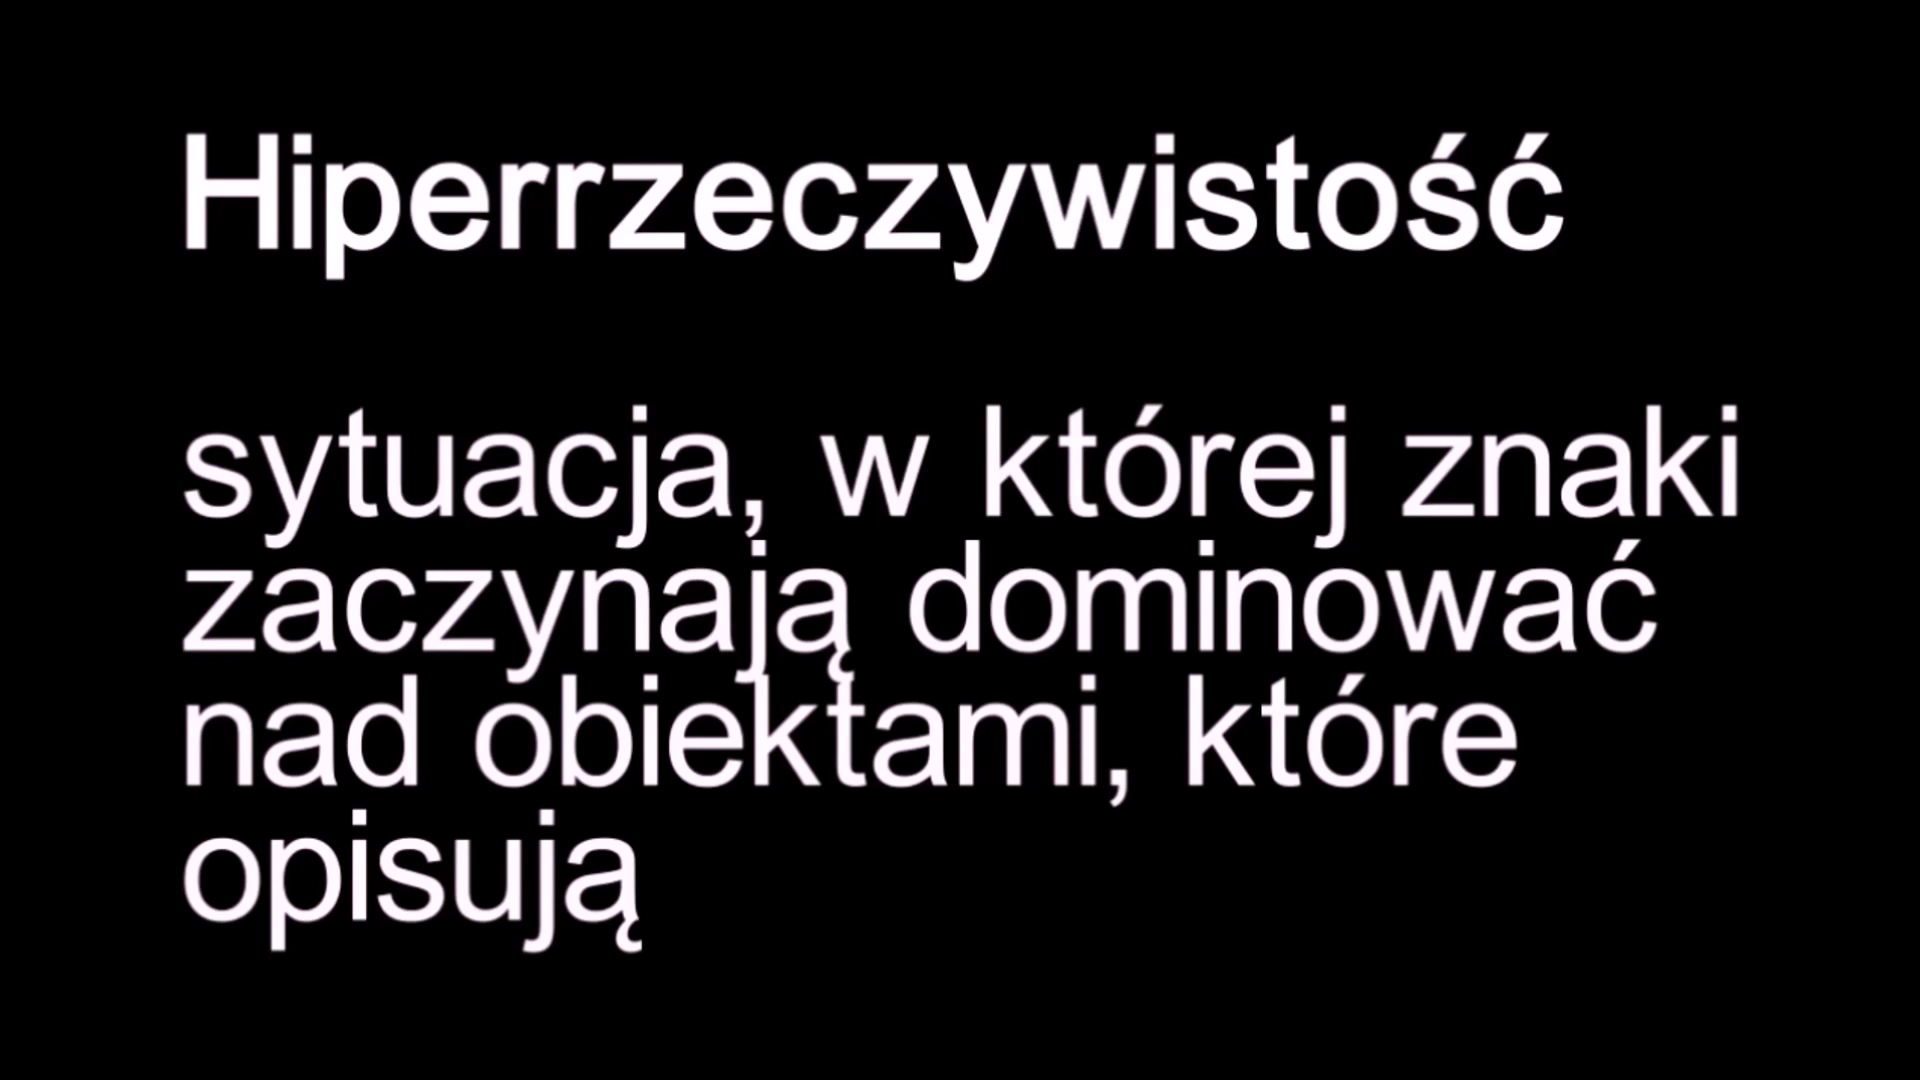 Hiperrzeczywistość
sytuacja, w której znaki
zaczynają dominować
nad obiektami, które
opisują